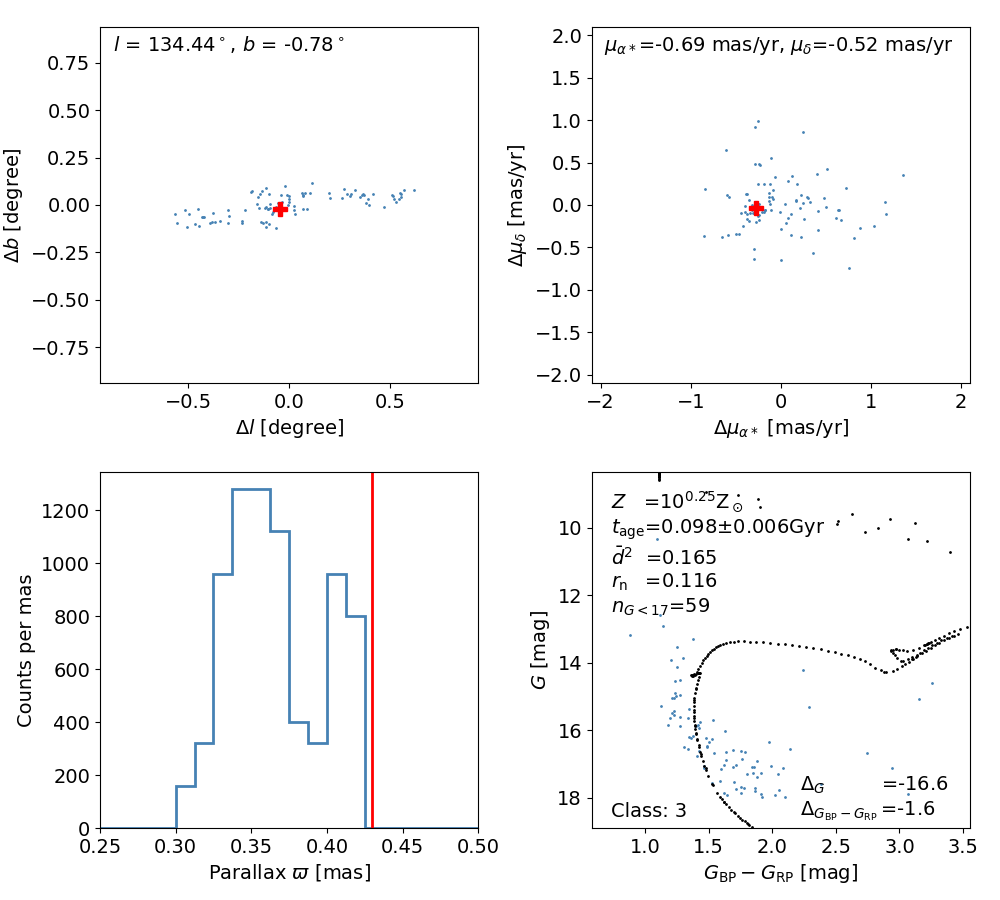 l = 134.44°, b = -0.78°
0.75
0.50
0.25
0.00
−0.25
−0.50
−0.75
Δb [degree]
−0.5 0.0 0.5
Δl [degree]
μα*=-0.69 mas/yr, μδ=-0.52 mas/yr
2.0
1.5
1.0
0.5
0.0
−0.5
−1.0
−1.5
−2.0
Δμδ [mas/yr]
−2 −1 0 1 2
Δμα* [mas/yr]
1200
1000
800
600
400
200
0
Counts per mas
0.25 0.30 0.35 0.40 0.45 0.50
Parallax ϖ [mas]
Z =10^0.25 Z⊙
t_age=0.098±0.006Gyr
d̄² =0.165
r_n =0.116
n_G<17=59
10
12
14
16
18
G [mag]
Δ_G =-16.6
Δ_GBP−GRP =-1.6
Class: 3
1.0 1.5 2.0 2.5 3.0 3.5
G_BP − G_RP [mag]